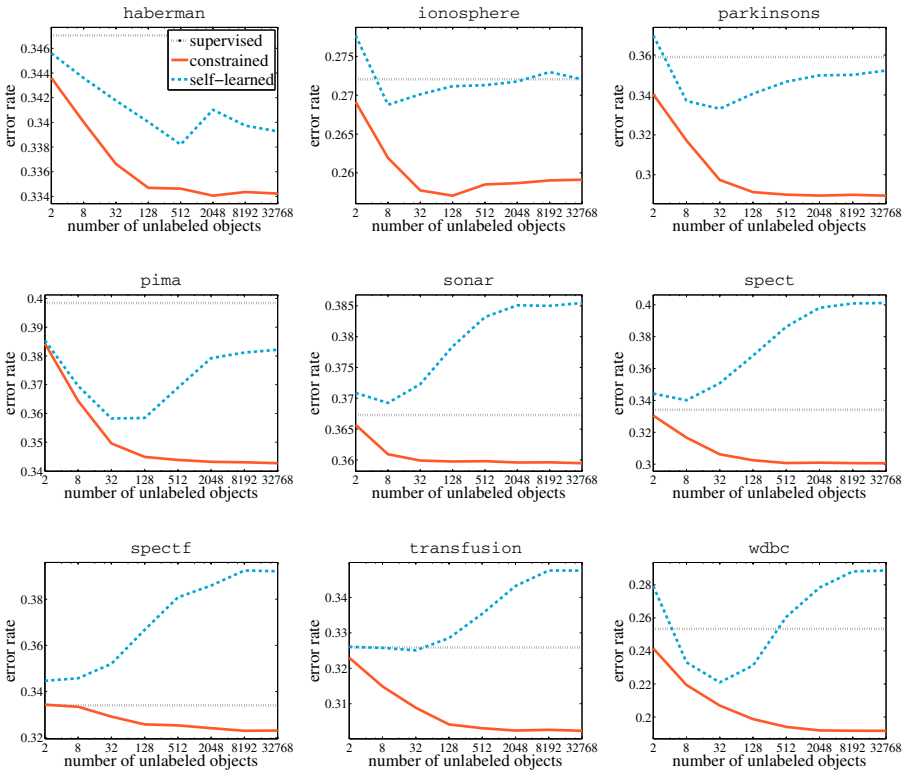 haberman
0.346
0.344
0.342
0.34
0.338
0.336
0.334
error rate
supervised
constrained
self-learned
2 8 32 128 512 2048 8192 32768
number of unlabeled objects
ionosphere
0.275
0.27
0.265
0.26
error rate
2 8 32 128 512 2048 8192 32768
number of unlabeled objects
parkinsons
0.36
0.34
0.32
0.3
error rate
2 8 32 128 512 2048 8192 32768
number of unlabeled objects
pima
0.4
0.39
0.38
0.37
0.36
0.35
0.34
error rate
2 8 32 128 512 2048 8192 32768
number of unlabeled objects
sonar
0.385
0.38
0.375
0.37
0.365
0.36
error rate
2 8 32 128 512 2048 8192 32768
number of unlabeled objects
spect
0.4
0.38
0.36
0.34
0.32
0.3
error rate
2 8 32 128 512 2048 8192 32768
number of unlabeled objects
spectf
0.38
0.36
0.34
0.32
error rate
2 8 32 128 512 2048 8192 32768
number of unlabeled objects
transfusion
0.34
0.33
0.32
0.31
error rate
2 8 32 128 512 2048 8192 32768
number of unlabeled objects
wdbc
0.28
0.26
0.24
0.22
0.2
error rate
2 8 32 128 512 2048 8192 32768
number of unlabeled objects